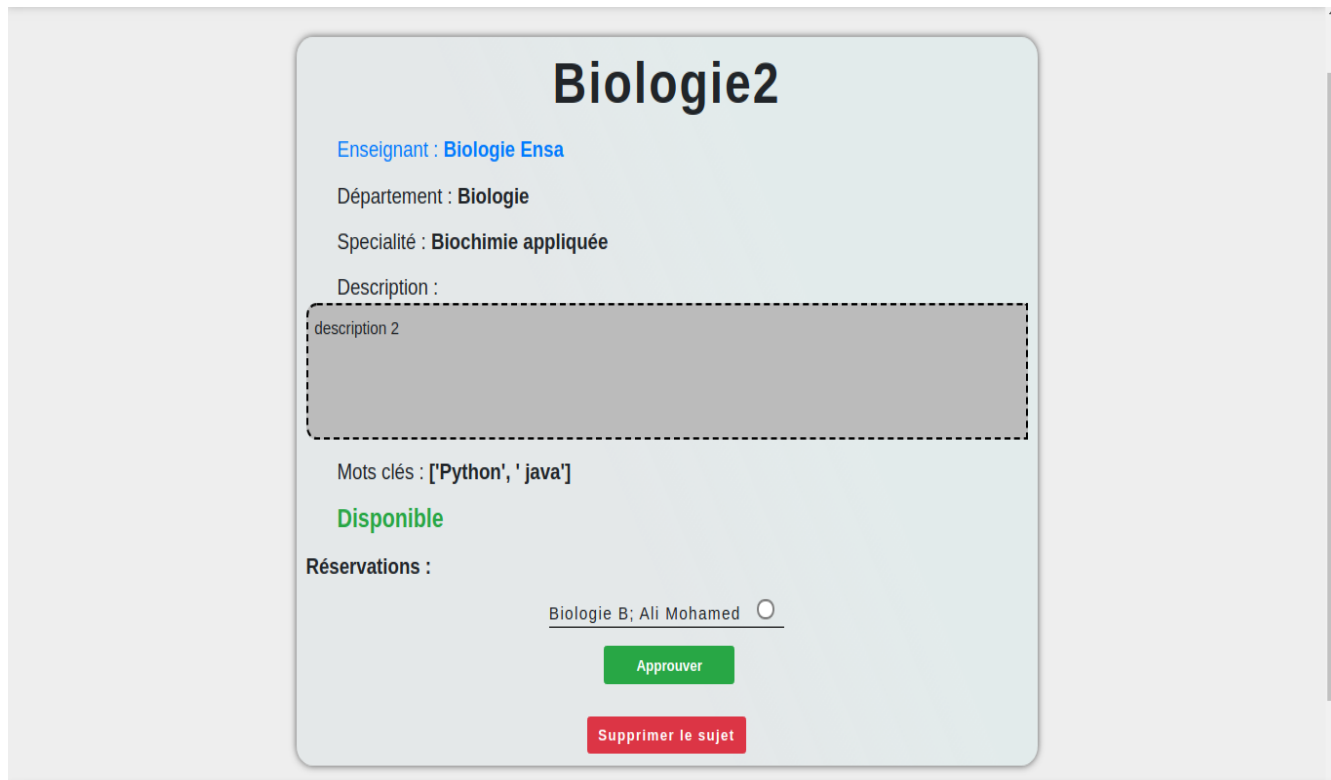 Biologie2
Enseignant : Biologie Ensa
Département : Biologie
Specialité : Biochimie appliquée
Description :
description 2
Mots clés : ['Python', ' java']
Disponible
Réservations :
Biologie B; Ali Mohamed
Approuver
Supprimer le sujet